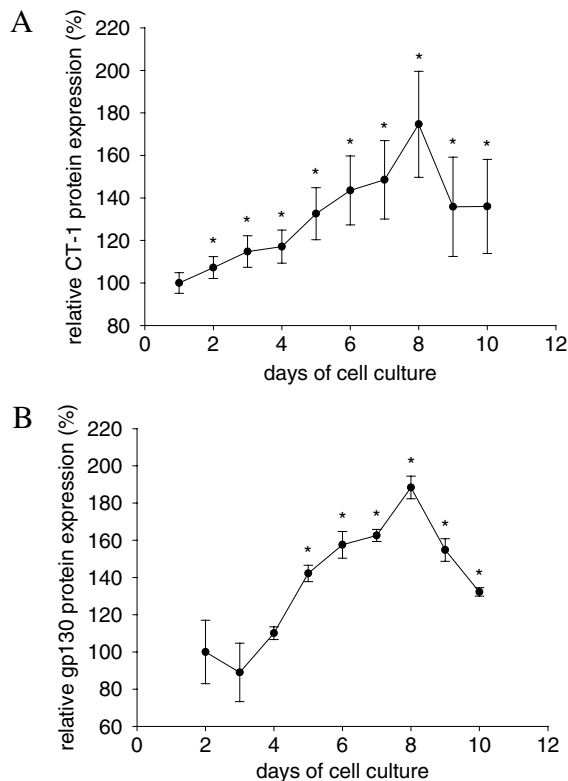 A
relative CT-1 protein expression (%)
220
200
180
160
140
120
100
80
* * * * * * * * *
0 2 4 6 8 10 12
days of cell culture
B
relative gp130 protein expression (%)
220
200
180
160
140
120
100
80
60
* * * * * *
0 2 4 6 8 10 12
days of cell culture